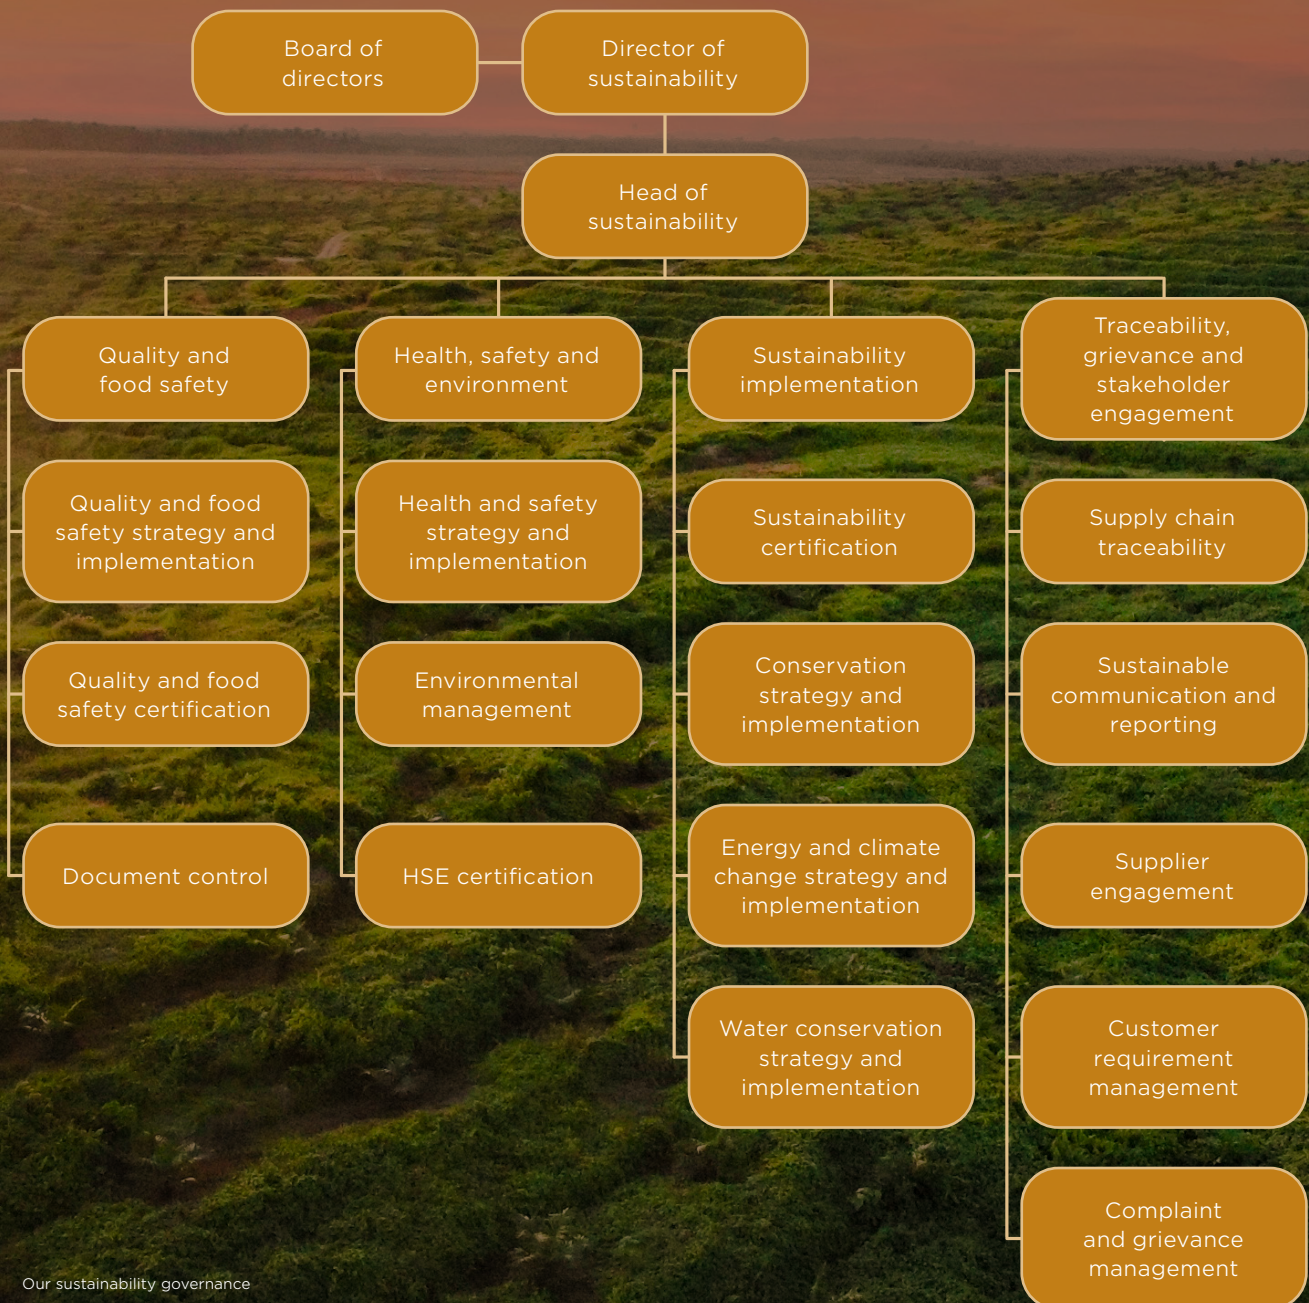 Board of
directors
Director of
sustainability
Head of
sustainability
Quality and
food safety
Health, safety and
environment
Sustainability
implementation
Traceability,
grievance and
stakeholder
engagement
Quality and food
safety strategy and
implementation
Health and safety
strategy and
implementation
Sustainability
certification
Supply chain
traceability
Quality and food
safety certification
Environmental
management
Conservation
strategy and
implementation
Sustainable
communication and
reporting
Document control
HSE certification
Energy and climate
change strategy and
implementation
Supplier
engagement
Water conservation
strategy and
implementation
Customer
requirement
management
Complaint
and grievance
management
Our sustainability governance